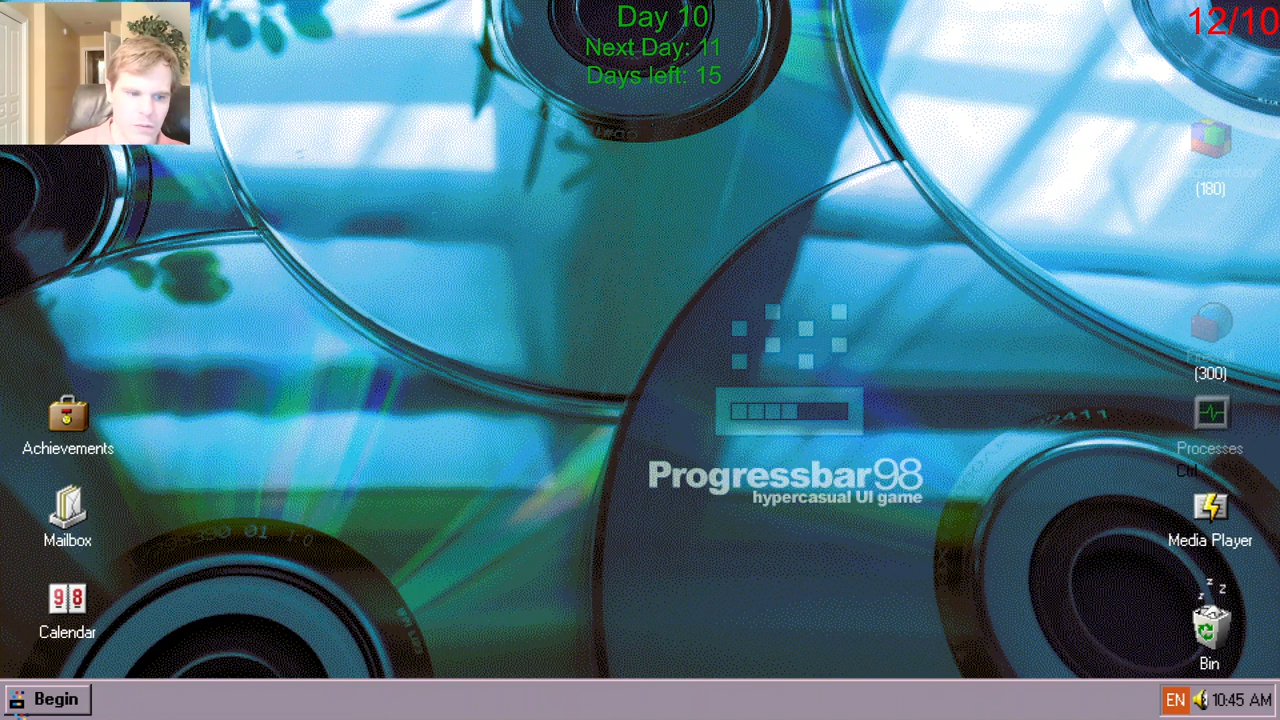 Day 10
Next Day: 11
Days left: 15
12/10
(180)
(300)
Processes
Media Player
Bin
Achievements
Mailbox
Calendar
Progressbar98
hypercasual UI game
Begin
EN
10:45 AM